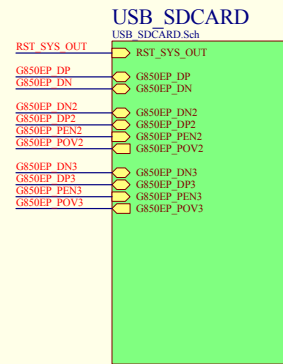 USB_SDCARD
USB_SDCARD.Sch
RST_SYS_OUT RST_SYS_OUT
G850EP_DP G850EP_DP
G850EP_DN G850EP_DN
G850EP_DN2 G850EP_DN2
G850EP_DP2 G850EP_DP2
G850EP_PEN2 G850EP_PEN2
G850EP_POV2 G850EP_POV2
G850EP_DN3 G850EP_DN3
G850EP_DP3 G850EP_DP3
G850EP_PEN3 G850EP_PEN3
G850EP_POV3 G850EP_POV3